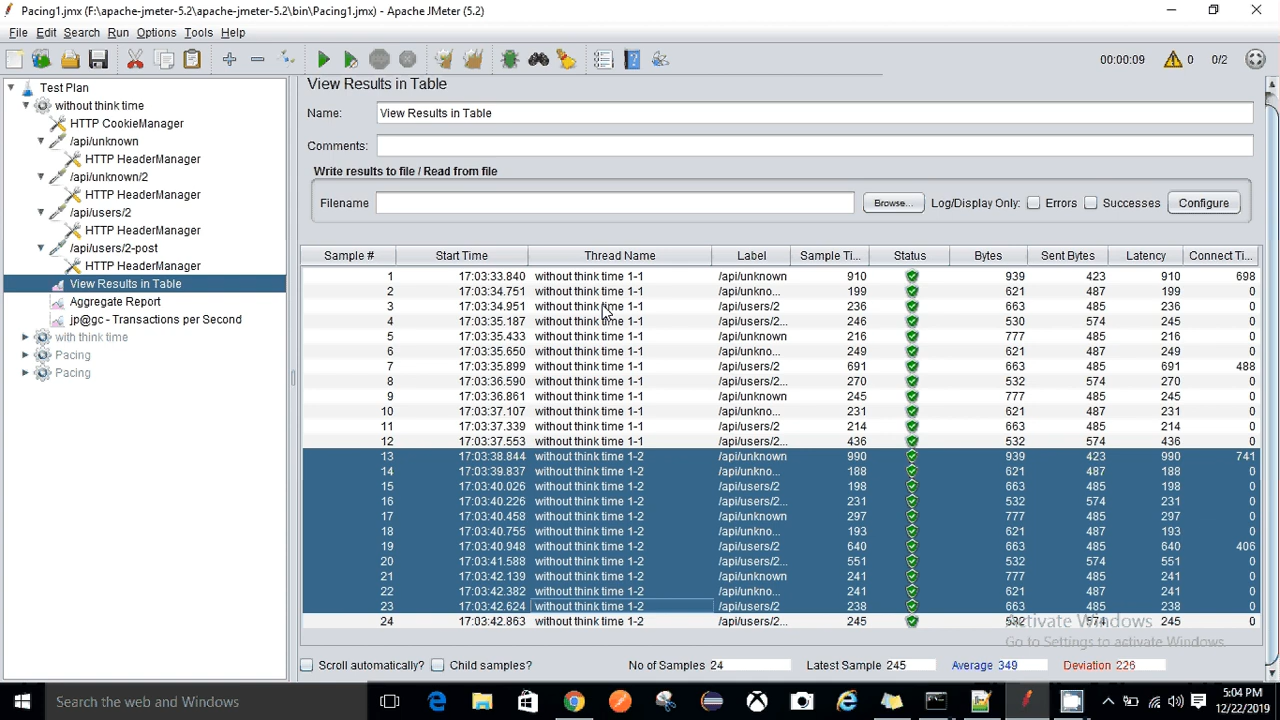 Pacing1.jmx (F:\apache-jmeter-5.2\apache-jmeter-5.2\bin\Pacing1.jmx) - Apache JMeter (5.2)
File Edit Search Run Options Tools Help
00:00:09 0 0/2
Test Plan
without think time
HTTP CookieManager
/api/unknown
HTTP HeaderManager
/api/unknown/2
HTTP HeaderManager
/api/users/2
HTTP HeaderManager
/api/users/2-post
HTTP HeaderManager
View Results in Table
Aggregate Report
jp@gc - Transactions per Second
with think time
Pacing
Pacing
View Results in Table
Name: View Results in Table
Comments:
Write results to file / Read from file
Filename Browse... Log/Display Only: Errors Successes Configure
Sample # Start Time Thread Name Label Sample Ti... Status Bytes Sent Bytes Latency Connect Ti...
1 17:03:33.840 without think time 1-1 /api/unknown 910 939 423 910 698
2 17:03:34.751 without think time 1-1 /api/unkno... 199 621 487 199 0
3 17:03:34.951 without think time 1-1 /api/users/2 236 663 485 236 0
4 17:03:35.187 without think time 1-1 /api/users/2... 246 530 574 245 0
5 17:03:35.433 without think time 1-1 /api/unknown 216 777 485 216 0
6 17:03:35.650 without think time 1-1 /api/unkno... 249 621 487 249 0
7 17:03:35.899 without think time 1-1 /api/users/2 691 663 485 691 488
8 17:03:36.590 without think time 1-1 /api/users/2... 270 532 574 270 0
9 17:03:36.861 without think time 1-1 /api/unknown 245 777 485 245 0
10 17:03:37.107 without think time 1-1 /api/unkno... 231 621 487 231 0
11 17:03:37.339 without think time 1-1 /api/users/2 214 663 485 214 0
12 17:03:37.553 without think time 1-1 /api/users/2... 436 532 574 436 0
13 17:03:38.844 without think time 1-2 /api/unknown 990 939 423 990 741
14 17:03:39.837 without think time 1-2 /api/unkno... 188 621 487 188 0
15 17:03:40.026 without think time 1-2 /api/users/2 198 663 485 198 0
16 17:03:40.226 without think time 1-2 /api/users/2... 231 532 574 231 0
17 17:03:40.458 without think time 1-2 /api/unknown 297 777 485 297 0
18 17:03:40.755 without think time 1-2 /api/unkno... 193 621 487 193 0
19 17:03:40.948 without think time 1-2 /api/users/2 640 663 485 640 406
20 17:03:41.588 without think time 1-2 /api/users/2... 551 532 574 551 0
21 17:03:42.139 without think time 1-2 /api/unknown 241 777 485 241 0
22 17:03:42.382 without think time 1-2 /api/unkno... 241 621 487 241 0
23 17:03:42.624 without think time 1-2 /api/users/2 238 663 485 238 0
24 17:03:42.863 without think time 1-2 /api/users/2... 245 532 574 245 0
Activate Windows
Go to Settings to activate Windows.
Scroll automatically? Child samples? No of Samples 24 Latest Sample 245 Average 349 Deviation 226
Search the web and Windows
5:04 PM
12/22/2019